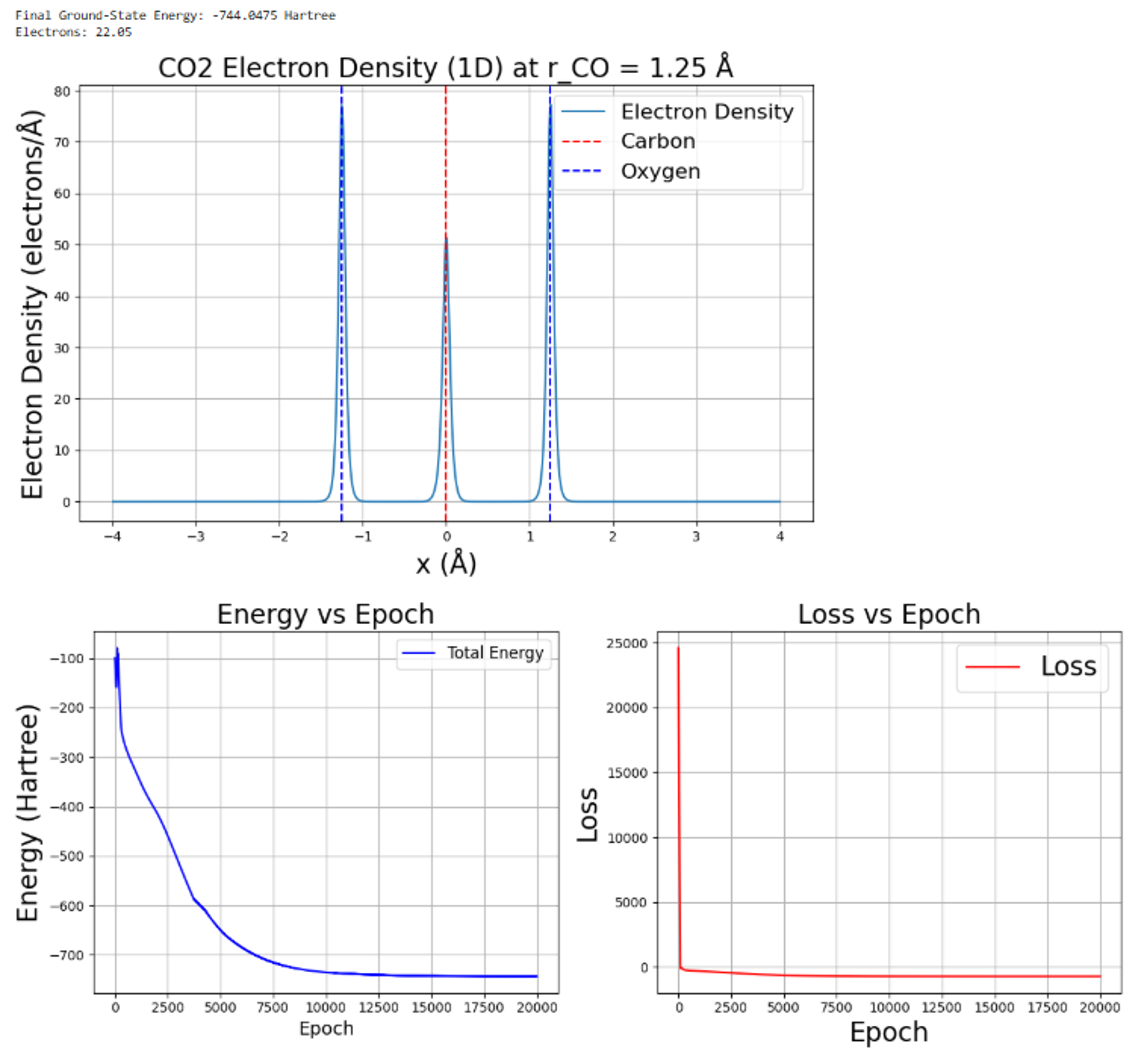 Final Ground-State Energy: -744.0475 Hartree
Electrons: 22.05
CO2 Electron Density (1D) at r_CO = 1.25 Å
Electron Density (electrons/Å)
80
70
60
50
40
30
20
10
0
Electron Density
Carbon
Oxygen
−4 −3 −2 −1 0 1 2 3 4
x (Å)
Energy vs Epoch
Energy (Hartree)
−100
−200
−300
−400
−500
−600
−700
Total Energy
0 2500 5000 7500 10000 12500 15000 17500 20000
Epoch
Loss vs Epoch
Loss
25000
20000
15000
10000
5000
0
Loss
0 2500 5000 7500 10000 12500 15000 17500 20000
Epoch